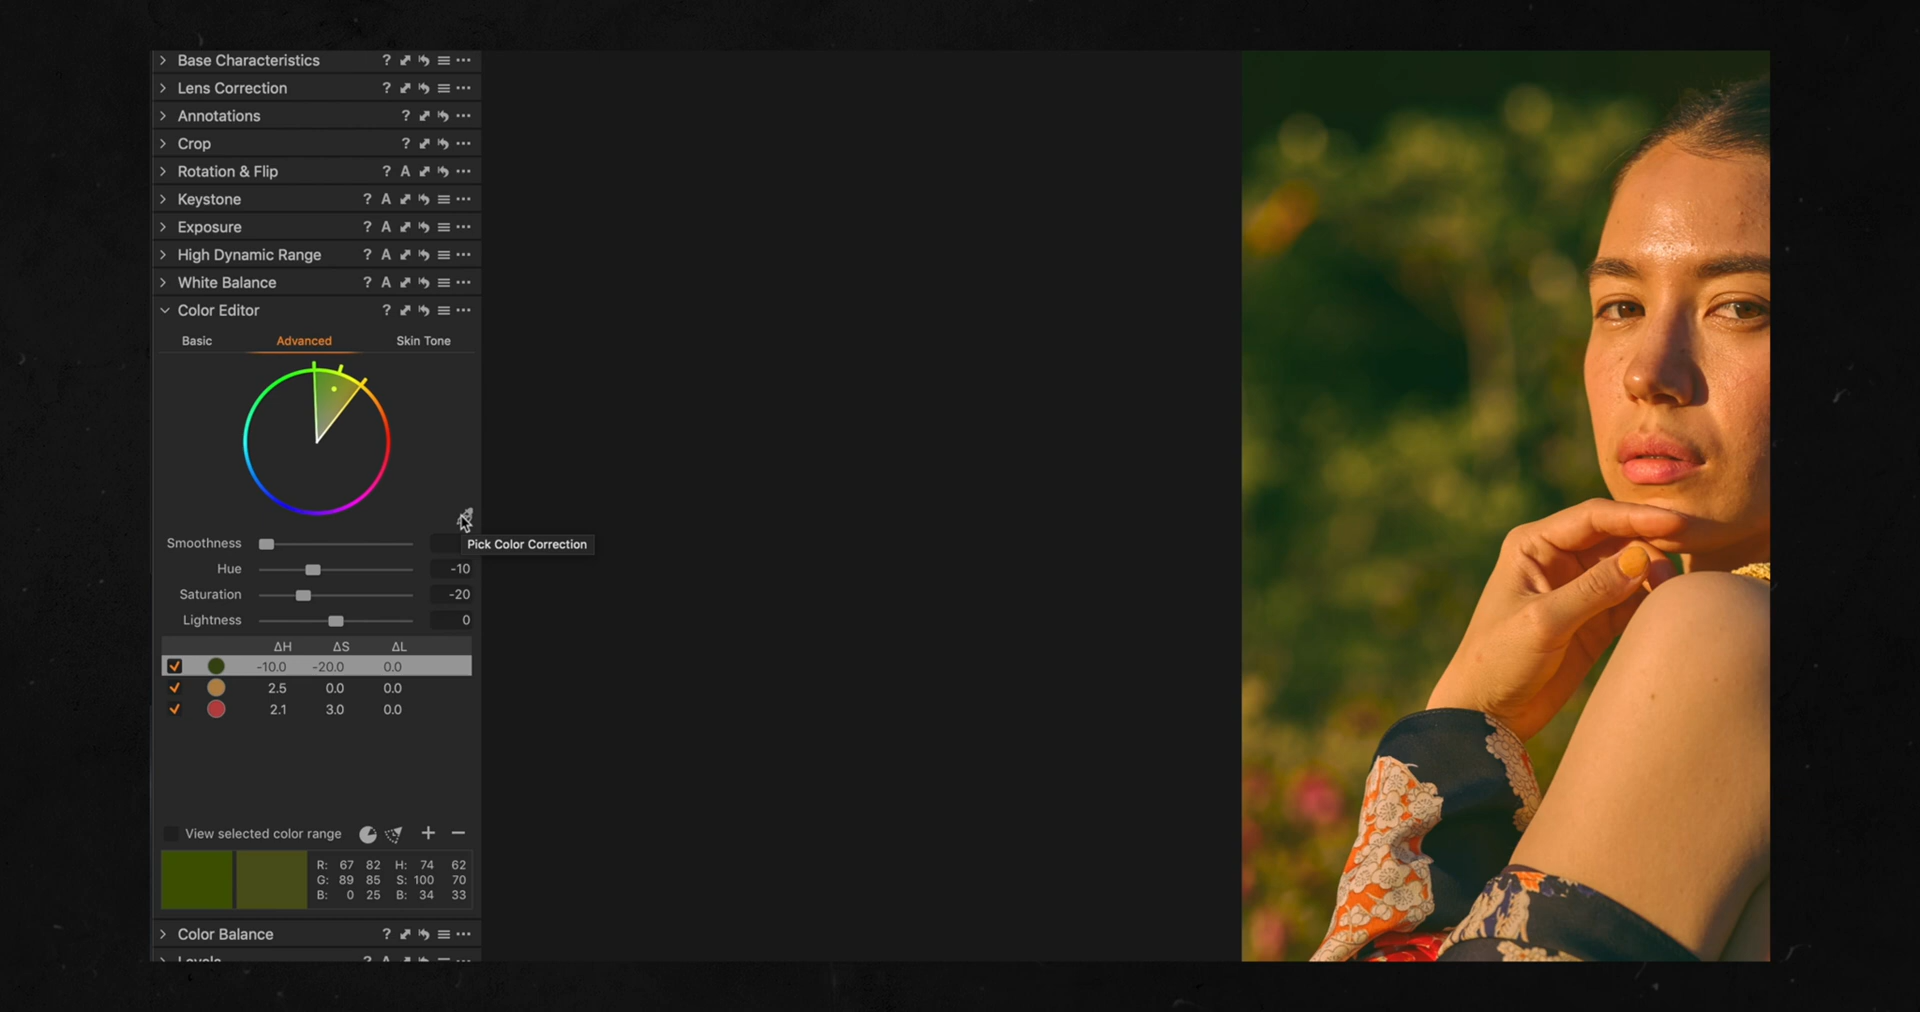 Base Characteristics ?
Lens Correction ?
Annotations ?
Crop ?
Rotation & Flip ? A
Keystone ? A
Exposure ? A
High Dynamic Range ? A
White Balance ? A
Color Editor ?
Basic Advanced Skin Tone
Smoothness
Pick Color Correction
Hue -10
Saturation -20
Lightness 0
ΔH ΔS ΔL
-10.0 -20.0 0.0
2.5 0.0 0.0
2.1 3.0 0.0
View selected color range
R: 67 82 H: 74 62
G: 89 85 S: 100 70
B: 0 25 B: 34 33
Color Balance ?
Levels ? A